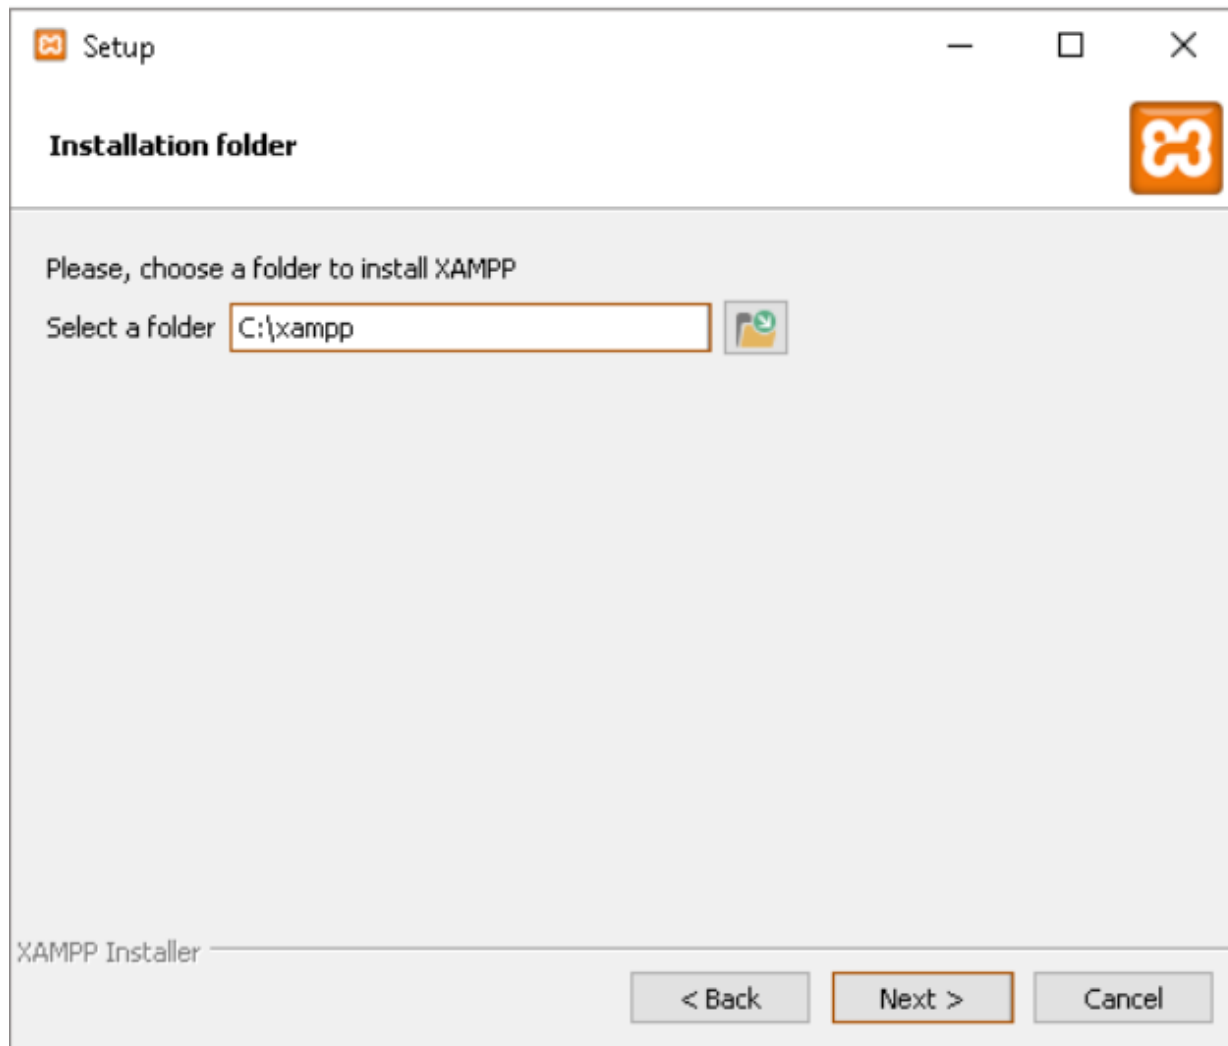 Setup
Installation folder
Please, choose a folder to install XAMPP
Select a folder C:\xampp
XAMPP Installer
< Back Next > Cancel